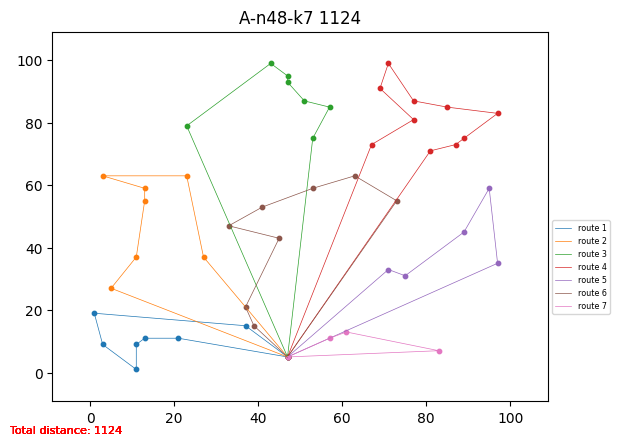 A-n48-k7 1124
100
80
60
40
20
0
0 20 40 60 80 100
route 1
route 2
route 3
route 4
route 5
route 6
route 7
Total distance: 1124